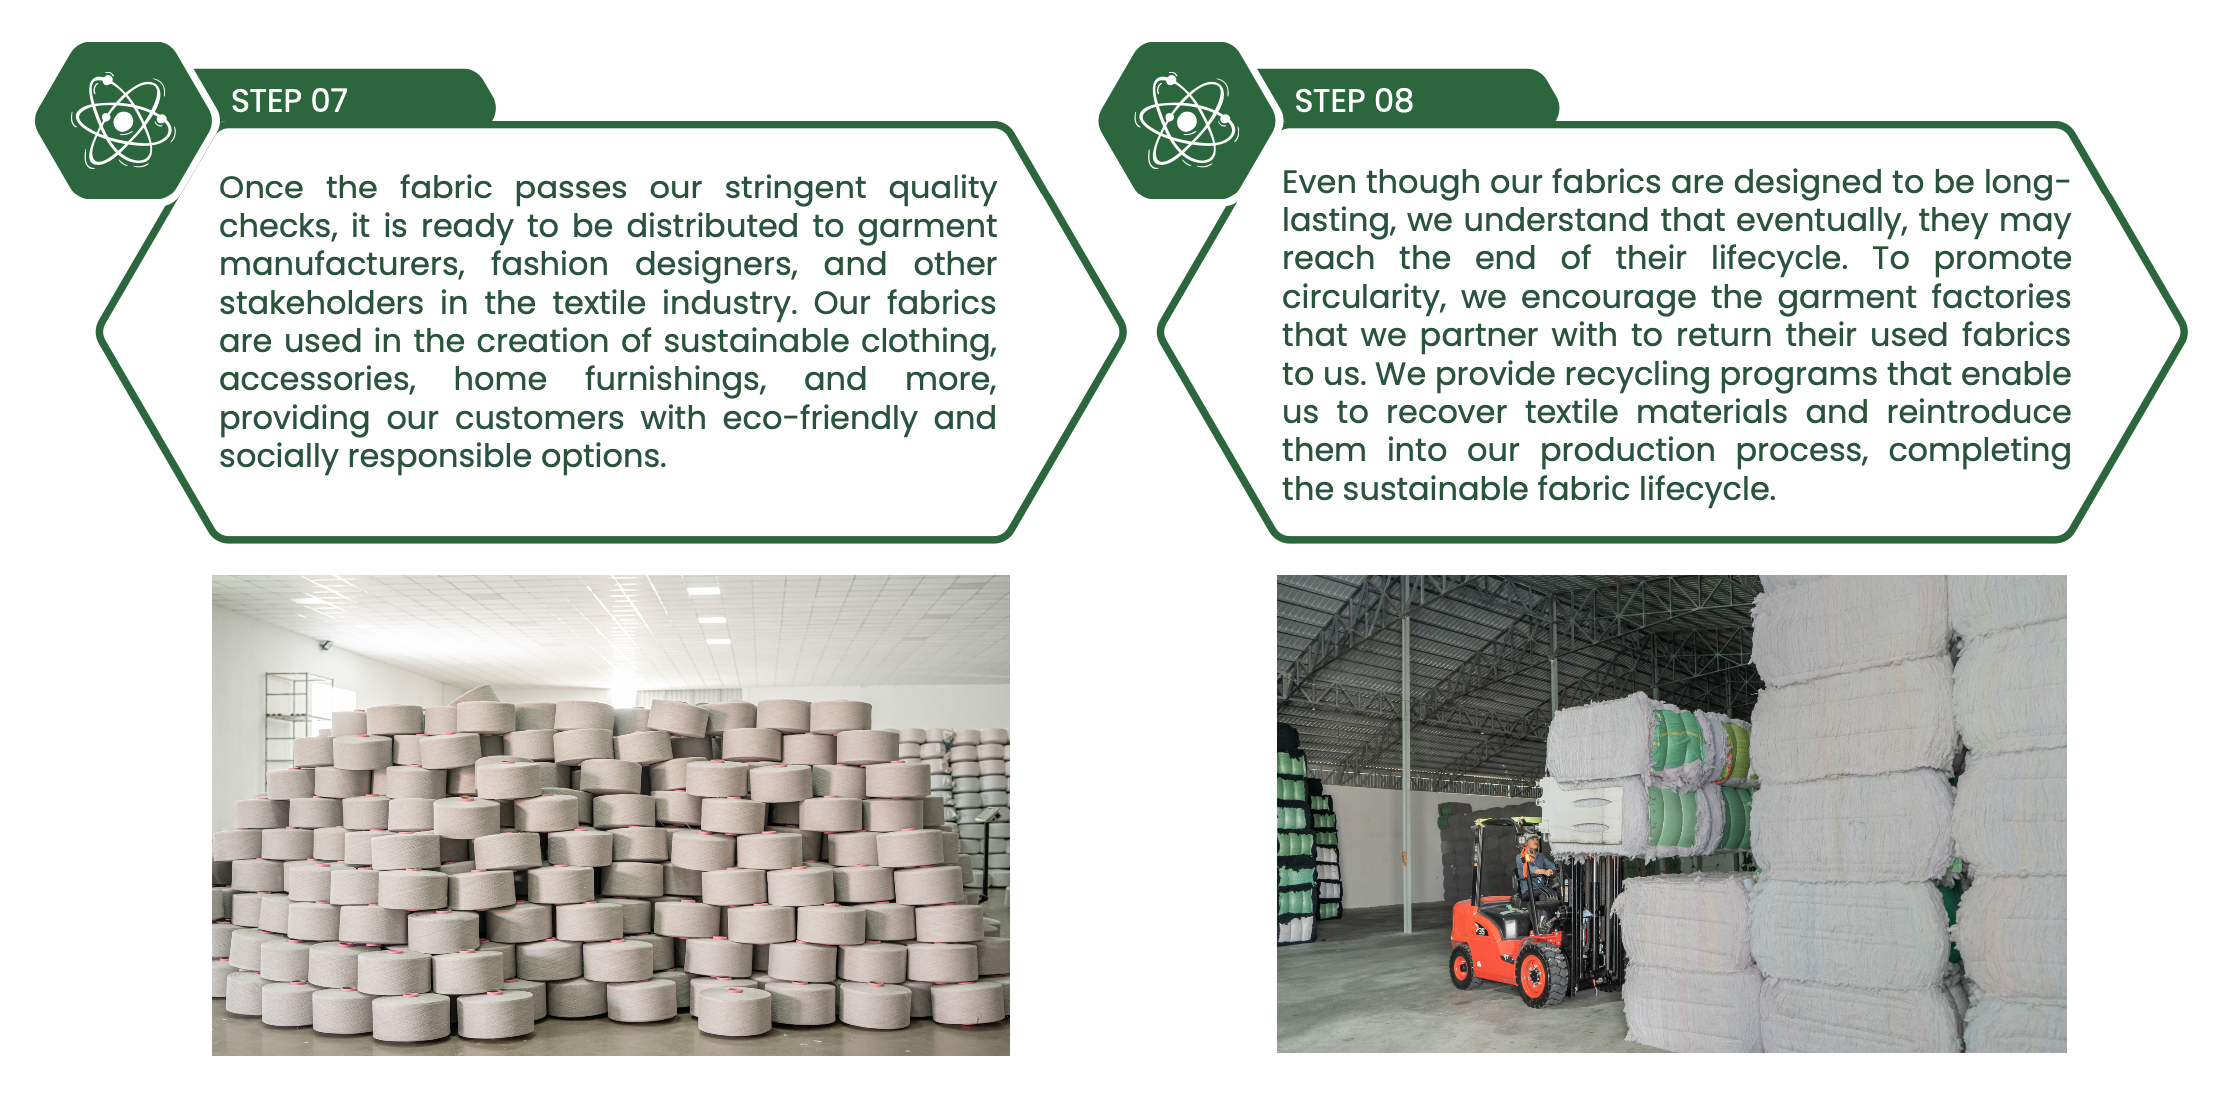 STEP 07
Once the fabric passes our stringent quality
checks, it is ready to be distributed to garment
manufacturers, fashion designers, and other
stakeholders in the textile industry. Our fabrics
are used in the creation of sustainable clothing,
accessories, home furnishings, and more,
providing our customers with eco-friendly and
socially responsible options.
STEP 08
Even though our fabrics are designed to be long-
lasting, we understand that eventually, they may
reach the end of their lifecycle. To promote
circularity, we encourage the garment factories
that we partner with to return their used fabrics
to us. We provide recycling programs that enable
us to recover textile materials and reintroduce
them into our production process, completing
the sustainable fabric lifecycle.